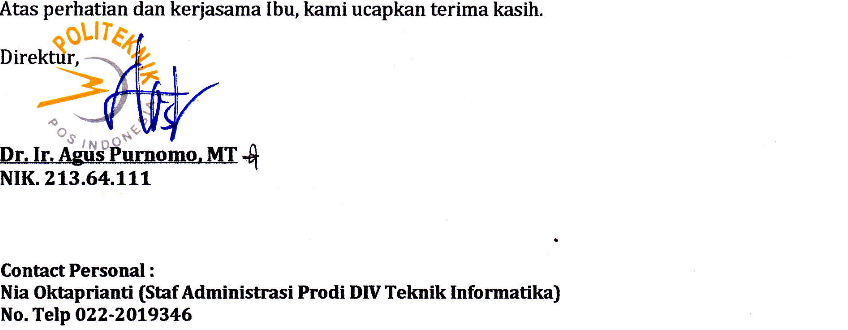 Atas perhatian dan kerjasama Ibu, kami ucapkan terima kasih.
POLITEKNIK
Direktur,
POS INDONESIA
Dr. Ir. Agus Purnomo, MT
NIK. 213.64.111
Contact Personal :
Nia Oktaprianti (Staf Administrasi Prodi DIV Teknik Informatika)
No. Telp 022-2019346